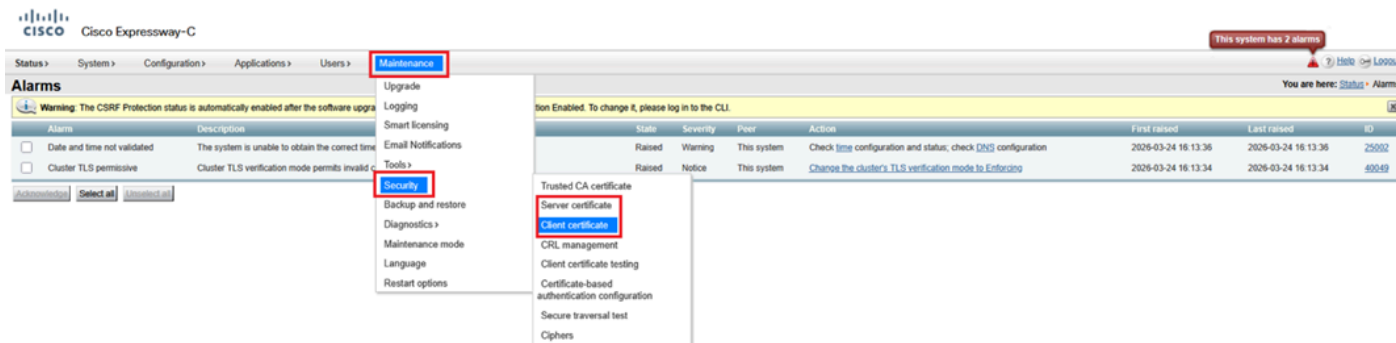 CISCO Cisco Expressway-C
This system has 2 alarms
Status > System > Configuration > Applications > Users > Maintenance Help
Alarms You are here: Status Alarm
Warning: The CSRF Protection status is automatically enabled after the software upgra tion Enabled. To change it, please log in to the CLI.
Alarm Description State Severity Peer Action First raised Last raised ID
Date and time not validated The system is unable to obtain the correct time Raised Warning This system Check time configuration and status; check DNS configuration 2026-03-24 16:13:36 2026-03-24 16:13:36 25002
Cluster TLS permissive Cluster TLS verification mode permits invalid c Raised Notice This system Change the cluster's TLS verification mode to Enforcing 2026-03-24 16:13:34 2026-03-24 16:13:34 40049
Acknowledge Select all Unselect all
Upgrade
Logging
Smart licensing
Email Notifications
Tools >
Security
Backup and restore
Diagnostics >
Maintenance mode
Language
Restart options
Trusted CA certificate
Server certificate
Client certificate
CRL management
Client certificate testing
Certificate-based
authentication configuration
Secure traversal test
Ciphers